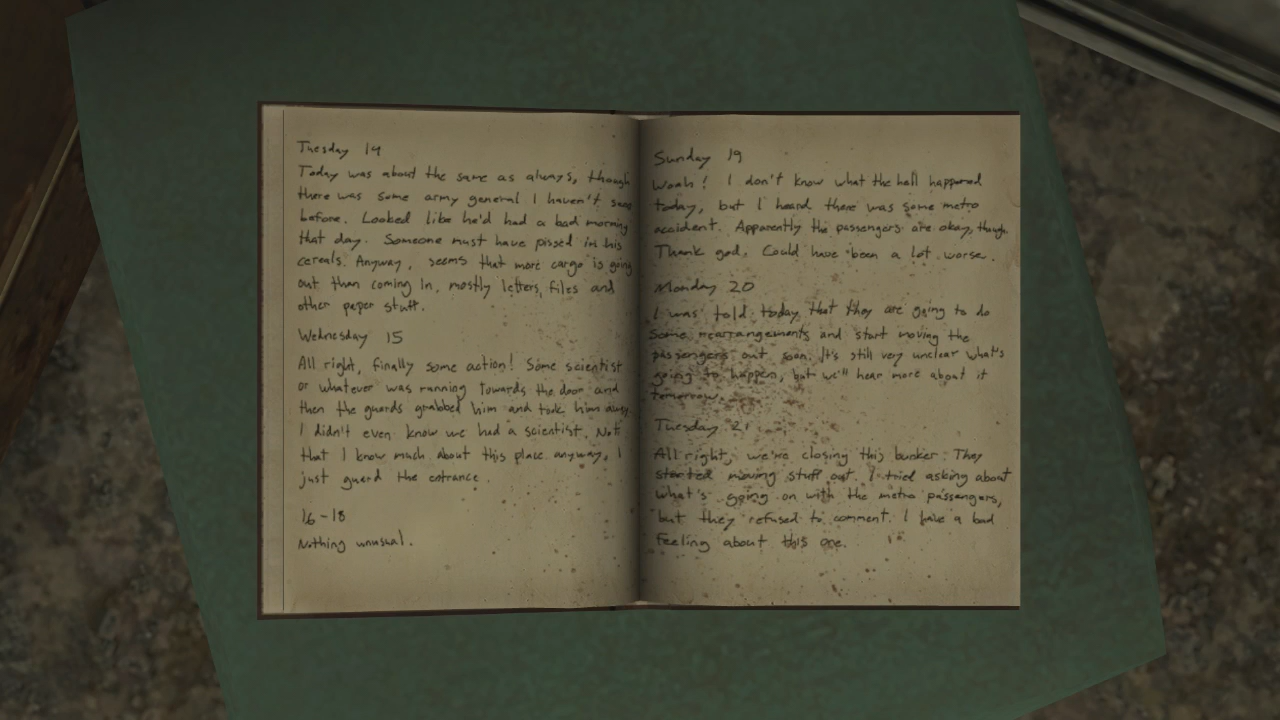 Tuesday 14
Today was about the same as always, though
there was some army general I haven't seen
before. Looked like he'd had a bad morning
that day. Someone must have pissed in his
cereals. Anyway, seems that more cargo is going
out than coming in, mostly letters, files and
other paper stuff.
Wednesday 15
All right, finally some action! Some scientist
or whatever was running towards the door and
then the guards grabbed him and took him away.
I didn't even know we had a scientist. Not
that I know much about this place anyway, I
just guard the entrance.
16-18
Nothing unusual.
Sunday 19
Woah! I don't know what the hell happened
today, but I heard there was some metro
accident. Apparently the passengers are okay, though.
Thank god. Could have been a lot worse.
Monday 20
I was told today that they are going to do
some rearrangements and start moving the
passengers out soon. It's still very unclear what's
going to happen, but we'll hear more about it
tomorrow.
Tuesday 21
All right, we're closing this bunker. They
started moving stuff out. I tried asking about
what's going on with the metro passengers,
but they refused to comment. I have a bad
feeling about this one.